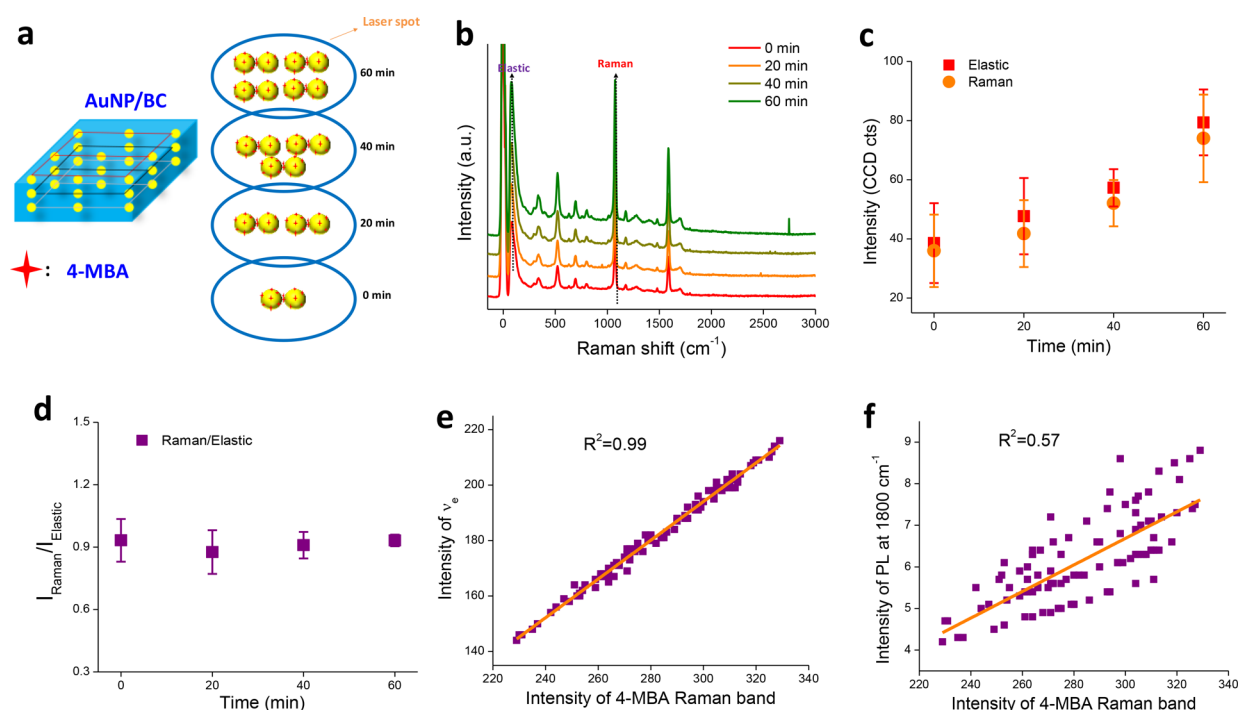 a
Laser spot
60 min
AuNP/BC
40 min
20 min
: 4-MBA
0 min
b
Elastic
Raman
0 min
20 min
40 min
60 min
Intensity (a.u.)
0 500 1000 1500 2000 2500 3000
Raman shift (cm⁻¹)
c
Elastic
Raman
100
80
60
40
20
Intensity (CCD cts)
0 20 40 60
Time (min)
d
Raman/Elastic
1.5
1.2
0.9
0.6
0.3
I_Raman/I_Elastic
0 20 40 60
Time (min)
e
R²=0.99
220
200
180
160
140
Intensity of ν_e
220 240 260 280 300 320 340
Intensity of 4-MBA Raman band
f
R²=0.57
9
8
7
6
5
4
Intensity of PL at 1800 cm⁻¹
220 240 260 280 300 320 340
Intensity of 4-MBA Raman band